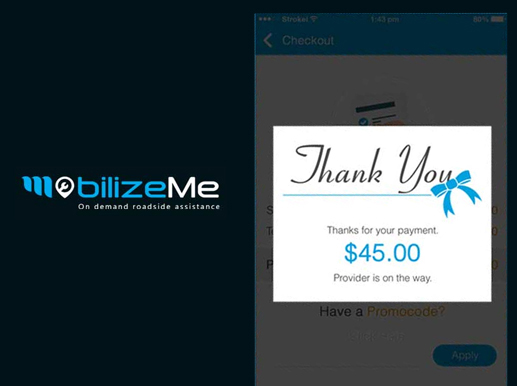 MobilizeMe
On demand roadside assistance
Strokel 1:43 pm 80%
Checkout
Thank You
Thanks for your payment.
$45.00
Provider is on the way.
Have a Promocode?
Apply